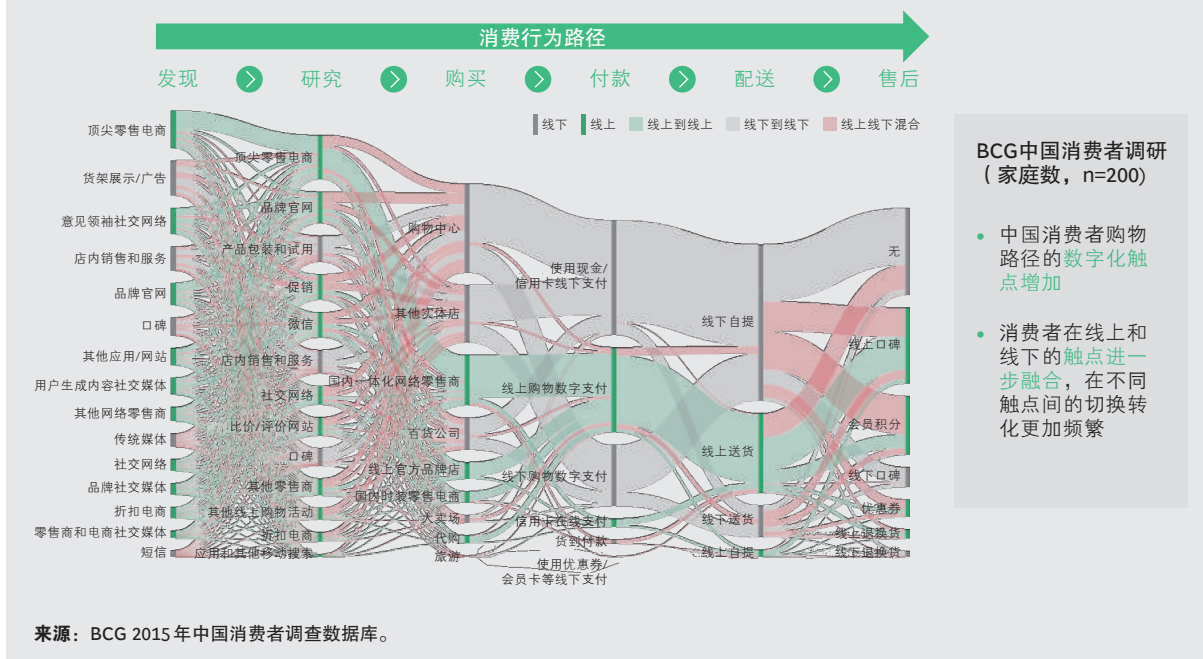 消费行为路径
发现
研究
购买
付款
配送
售后
线下
线上
线上到线上
线下到线下
线上线下混合
顶尖零售电商
货架展示/广告
意见领袖社交网络
店内销售和服务
品牌官网
口碑
其他应用/网站
用户生成内容社交媒体
其他网络零售商
传统媒体
社交网络
品牌社交媒体
折扣电商
零售商和电商社交媒体
短信
顶尖零售电商
品牌官网
产品包装和试用
促销
微信
店内销售和服务
社交网络
比价/评价网站
口碑
其他零售商
其他线上购物活动
折扣电商
应用和其他移动搜索
购物中心
其他实体店
国内一体化网络零售商
百货公司
线上官方品牌店
国内时装零售电商
大卖场
代购
旅游
使用现金/
信用卡线下支付
线上购物数字支付
线下购物数字支付
信用卡在线支付
货到付款
使用优惠券/
会员卡等线下支付
线下自提
线上送货
线下送货
线上自提
无
线上口碑
会员积分
线下口碑
优惠券
线上退换货
线下退换货
BCG中国消费者调研
（家庭数，n=200)
• 中国消费者购物
路径的数字化触
点增加
• 消费者在线上和
线下的触点进一
步融合，在不同
触点间的切换转
化更加频繁
来源：BCG 2015年中国消费者调查数据库。